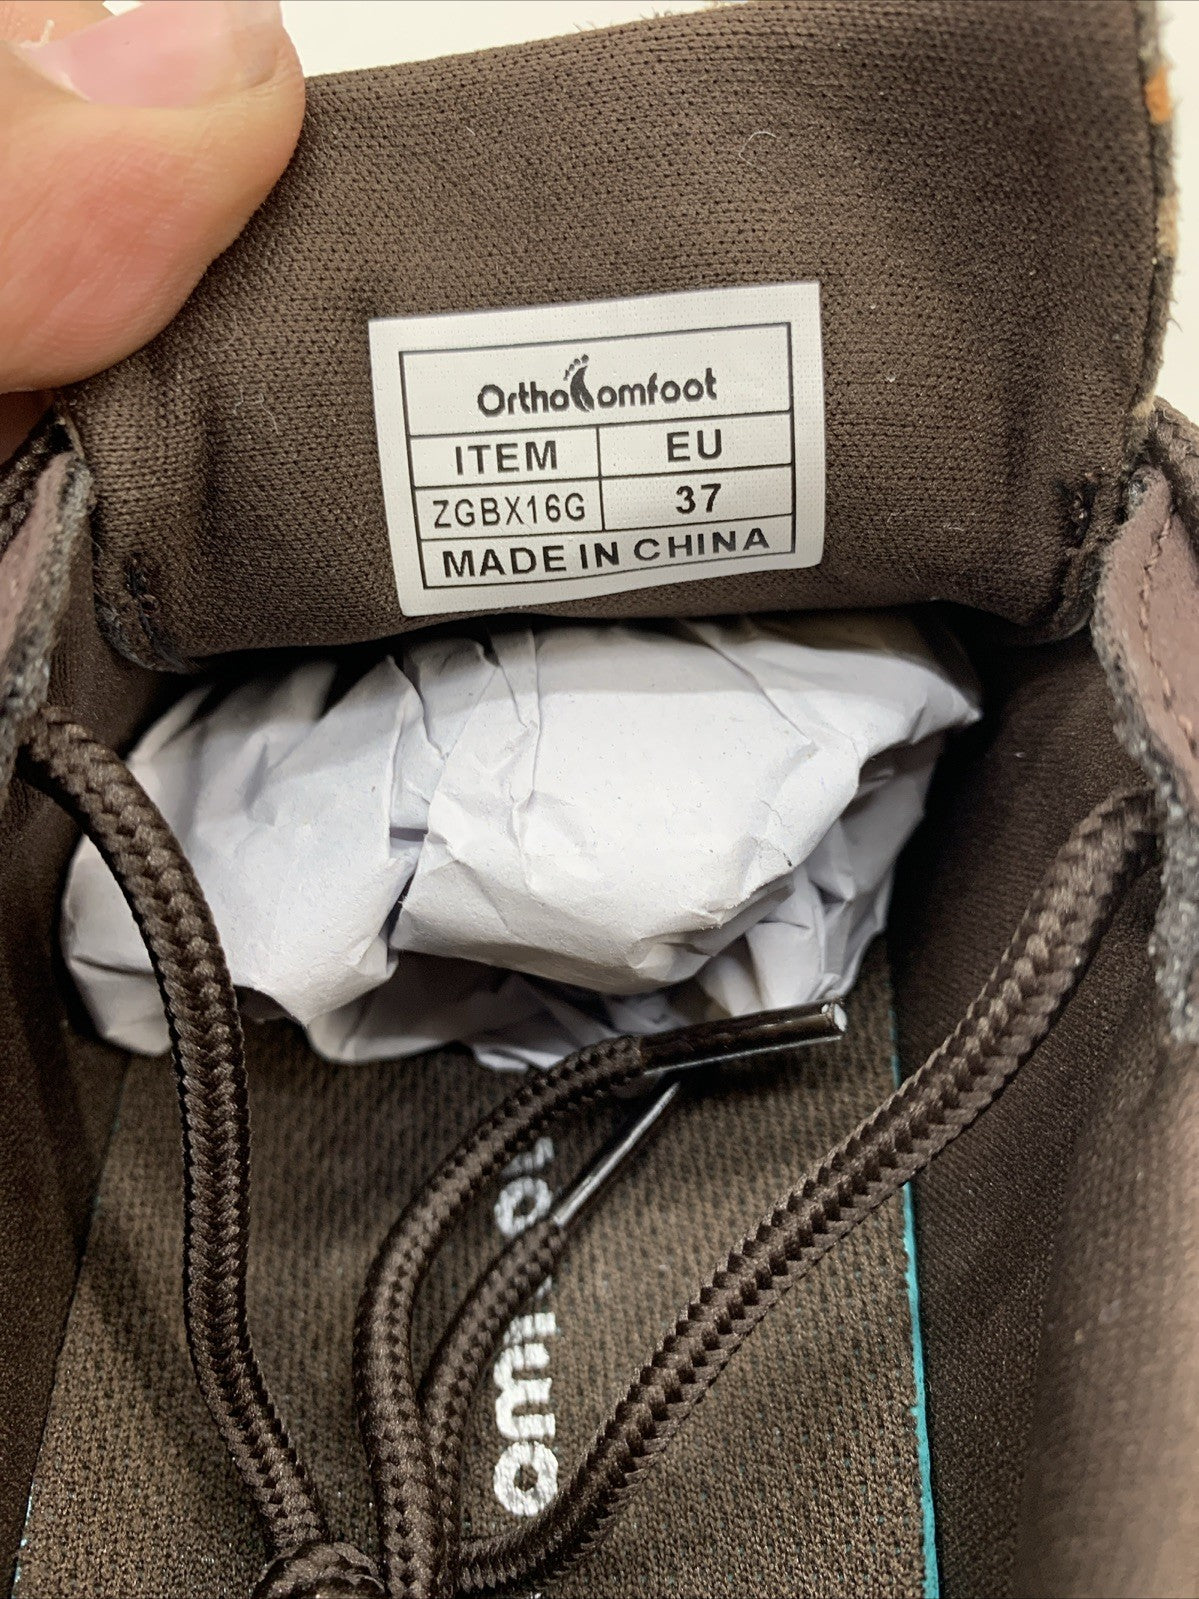 OrthoComfoot
ITEM EU
ZGBX16G 37
MADE IN CHINA